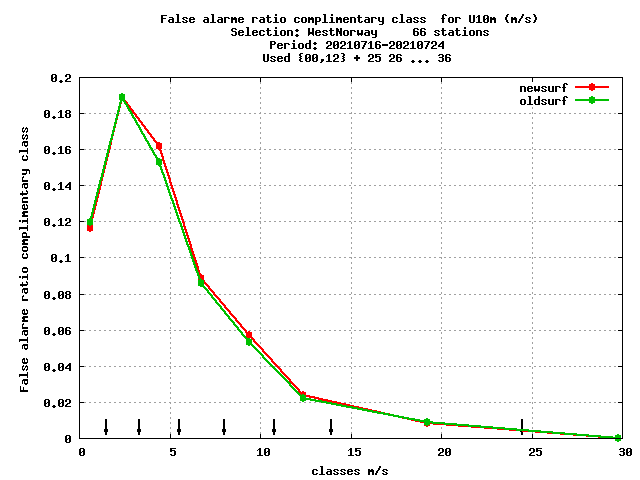 False alarme ratio complimentary class  for U10m (m/s)
Selection: WestNorway     66 stations
Period: 20210716-20210724
Used {00,12} + 25 26 ... 36
newsurf
oldsurf
0.2
0.18
0.16
0.14
0.12
0.1
0.08
0.06
0.04
0.02
0
False alarme ratio complimentary class
0 5 10 15 20 25 30
classes m/s